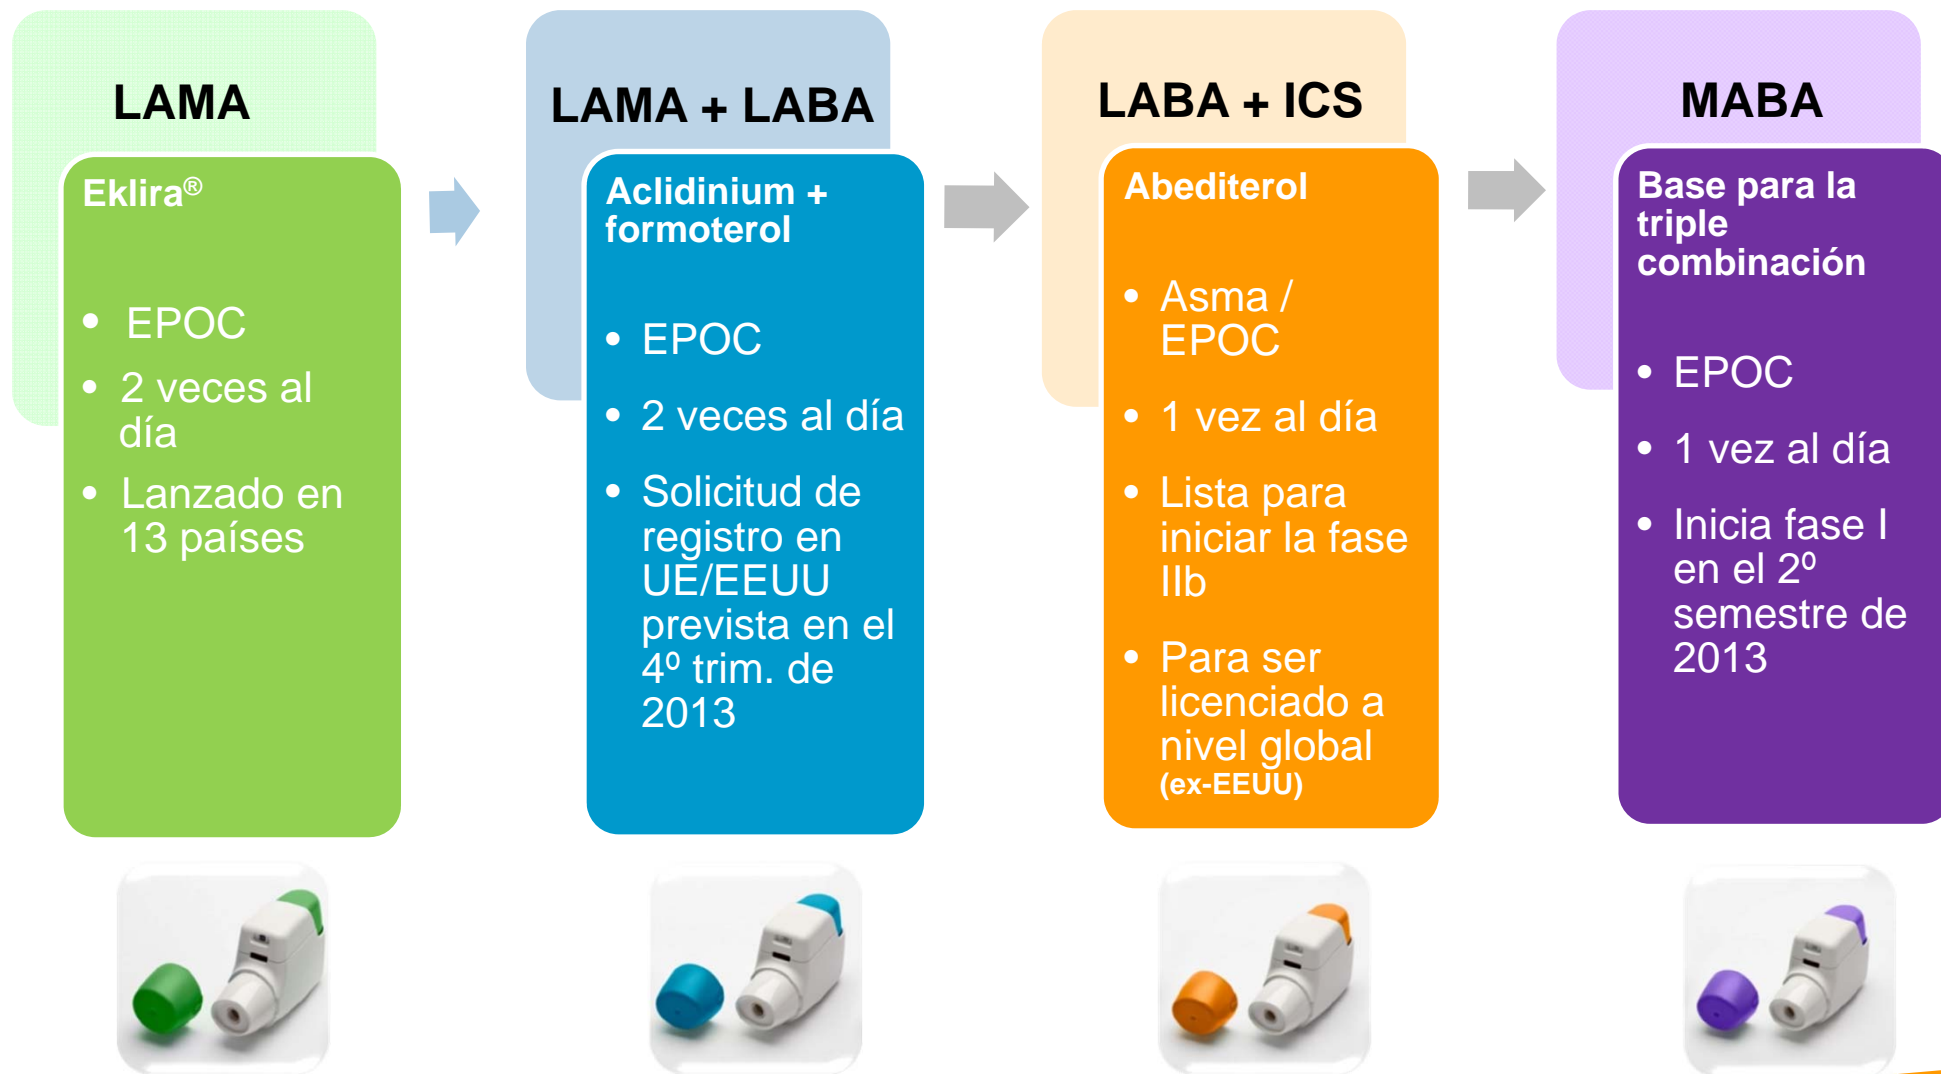 LAMA
Eklira®
• EPOC
• 2 veces al
día
• Lanzado en
13 países
LAMA + LABA
Aclidinium +
formoterol
• EPOC
• 2 veces al día
• Solicitud de
registro en
UE/EEUU
prevista en el
4º trim. de
2013
LABA + ICS
Abediterol
• Asma /
EPOC
• 1 vez al día
• Lista para
iniciar la fase
IIb
• Para ser
licenciado a
nivel global
(ex-EEUU)
MABA
Base para la
triple
combinación
• EPOC
• 1 vez al día
• Inicia fase I
en el 2º
semestre de
2013